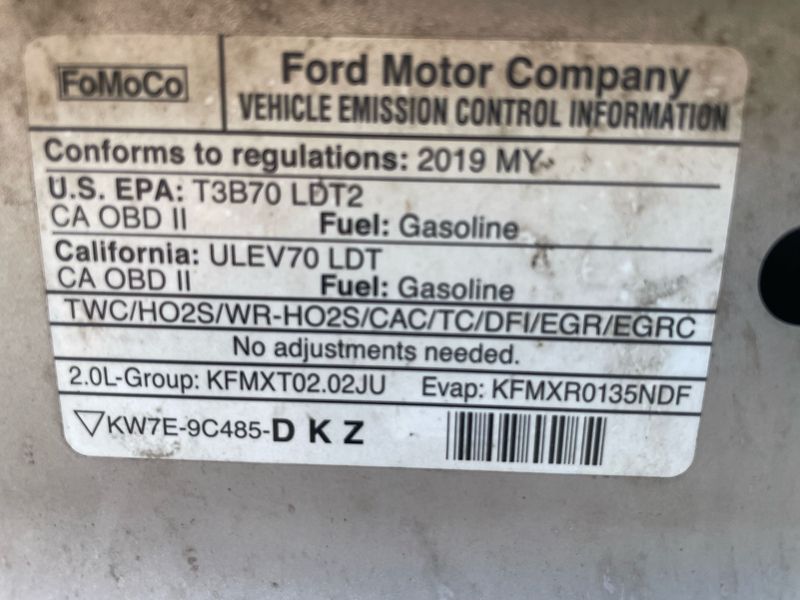 FoMoCo
Ford Motor Company
VEHICLE EMISSION CONTROL INFORMATION
Conforms to regulations: 2019 MY
U.S. EPA: T3B70 LDT2
CA OBD II Fuel: Gasoline
California: ULEV70 LDT
CA OBD II Fuel: Gasoline
TWC/HO2S/WR-HO2S/CAC/TC/DFI/EGR/EGRC
No adjustments needed.
2.0L-Group: KFMXT02.02JU Evap: KFMXR0135NDF
▽KW7E-9C485-D K Z